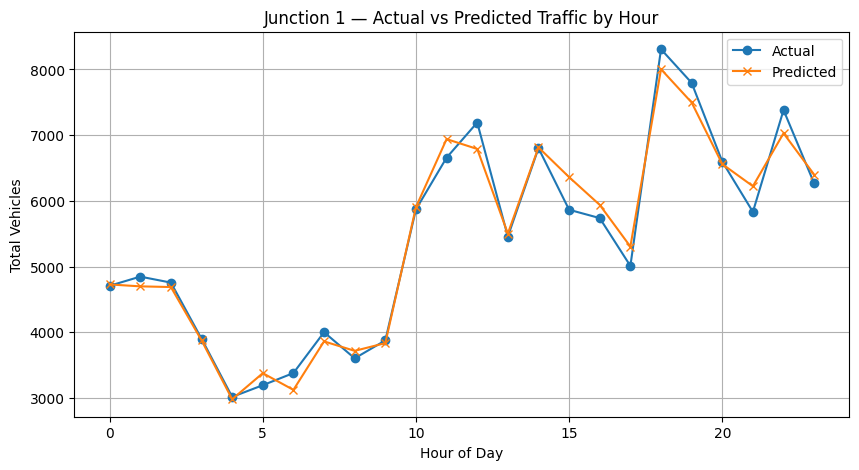 Junction 1 — Actual vs Predicted Traffic by Hour
Actual
Predicted
Total Vehicles
8000
7000
6000
5000
4000
3000
0 5 10 15 20
Hour of Day